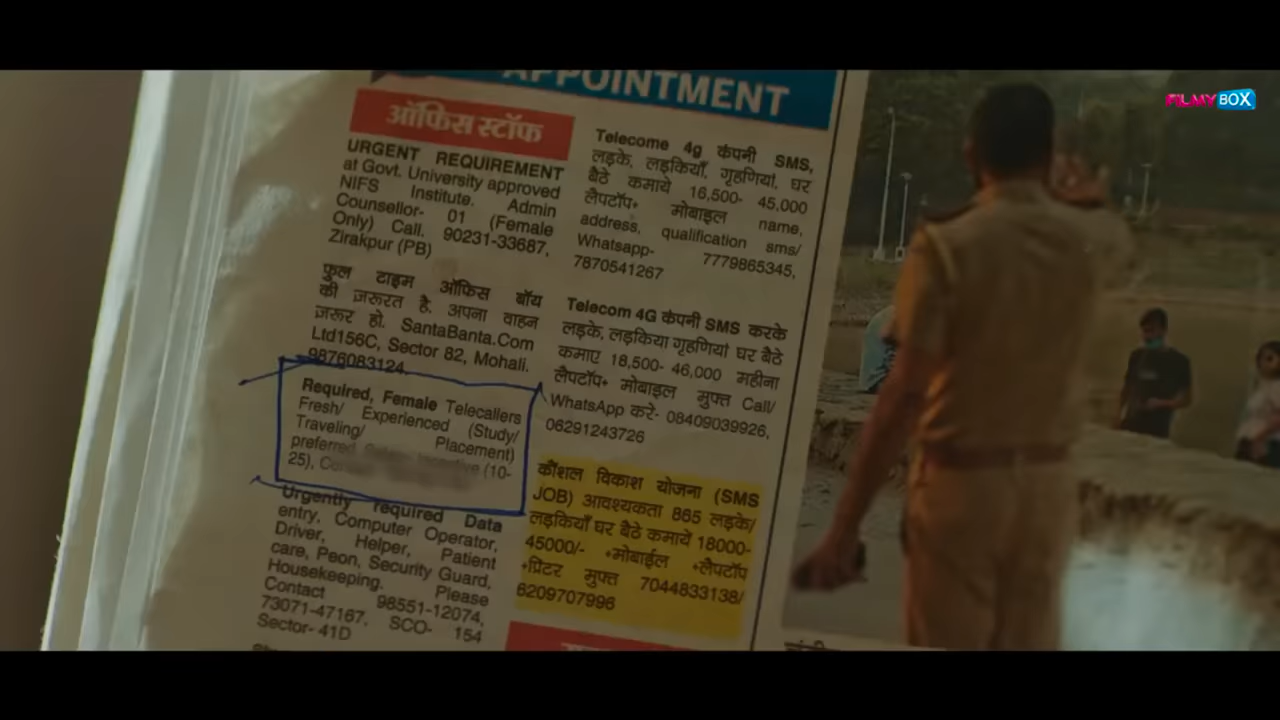 APPOINTMENT
FILMYBOX
ऑफिस स्टॉफ
URGENT REQUIREMENT
at Govt. University approved
NIFS Institute. Admin
Counsellor- 01 (Female
Only) Call. 90231-33687,
Zirakpur (PB)
फुल टाइम ऑफिस बॉय
की ज़रूरत है. अपना वाहन
ज़रूर हो. SantaBanta.Com
Ltd156C, Sector 82, Mohali.
9876083124
Required, Female Telecallers
Fresh/ Experienced (Study/
Traveling/ Placement)
preferred (10-
25),
Urgently required Data
entry, Computer Operator,
Driver, Helper, Patient
care, Peon, Security Guard,
Housekeeping. Please
Contact 98551-12074,
73071-47167, SCO- 154
Sector- 41D
Telecome 4g कंपनी SMS,
लड़के, लड़कियाँ, गृहणियां, घर
बैठे कमाये 16,500- 45,000
लैपटॉप+ मोबाइल name,
address, qualification sms/
Whatsapp- 7779865345,
7870541267
Telecom 4G कंपनी SMS करके
लड़के, लड़किया गृहणियां घर बैठे
कमाए 18,500- 46,000 महीना
लैपटॉप+ मोबाइल मुफ्त Call/
WhatsApp करे- 08409039926,
06291243726
कौशल विकाश योजना (SMS
JOB) आवश्यकता 865 लड़के/
लड़कियाँ घर बैठे कमायें 18000-
45000/- +मोबाईल +लैपटॉप
+प्रिंटर मुफ्त 7044833138/
6209707996